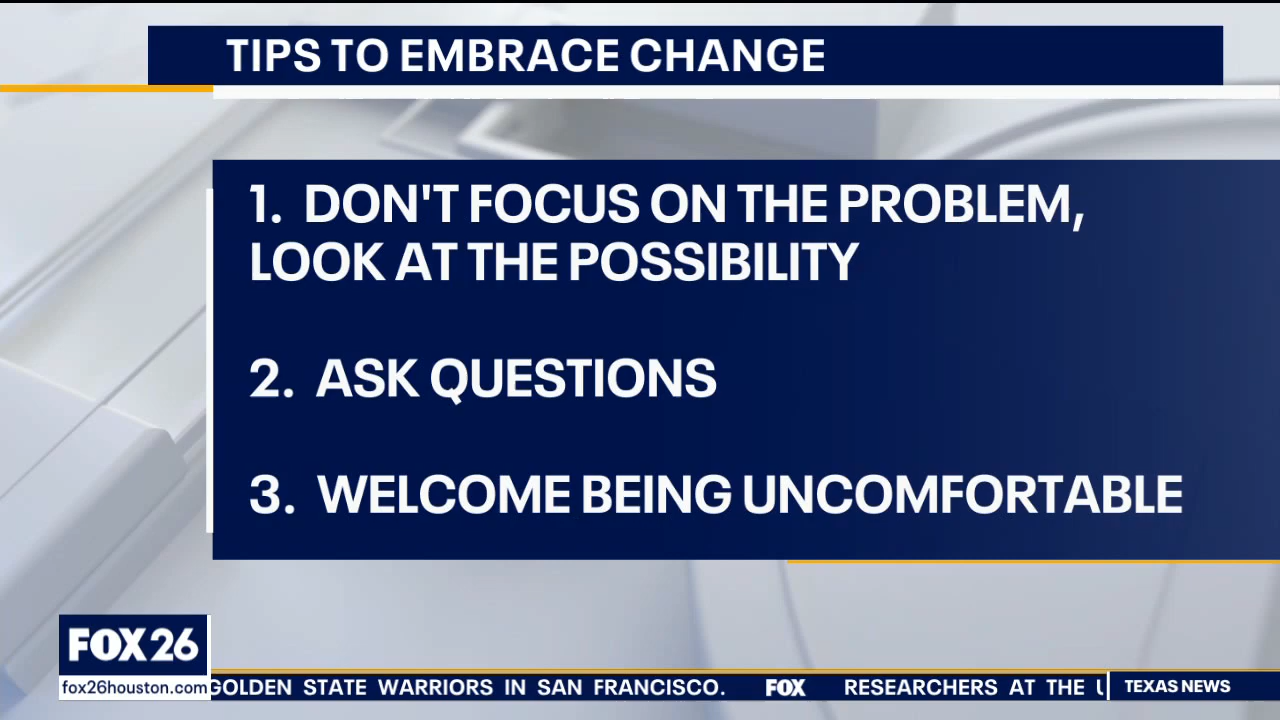 TIPS TO EMBRACE CHANGE
1. DON'T FOCUS ON THE PROBLEM,
LOOK AT THE POSSIBILITY
2. ASK QUESTIONS
3. WELCOME BEING UNCOMFORTABLE
FOX 26
fox26houston.com
GOLDEN STATE WARRIORS IN SAN FRANCISCO. FOX RESEARCHERS AT THE
TEXAS NEWS